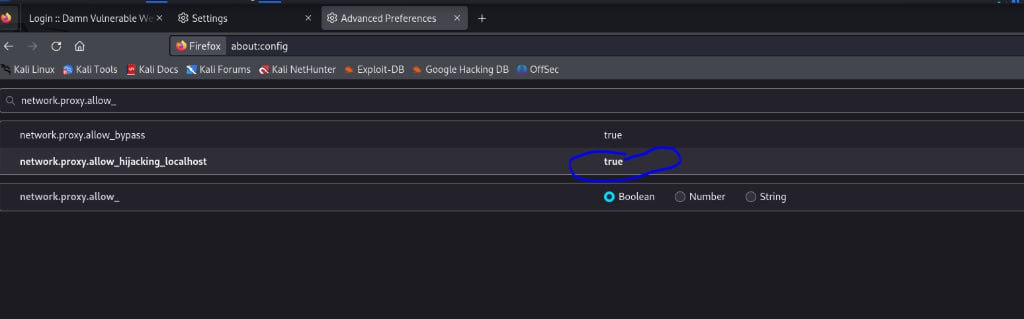 Login :: Damn Vulnerable We
Settings
Advanced Preferences
Firefox about:config
Kali Linux Kali Tools Kali Docs Kali Forums Kali NetHunter Exploit-DB Google Hacking DB OffSec
network.proxy.allow_
network.proxy.allow_bypass true
network.proxy.allow_hijacking_localhost true
network.proxy.allow_ Boolean Number String